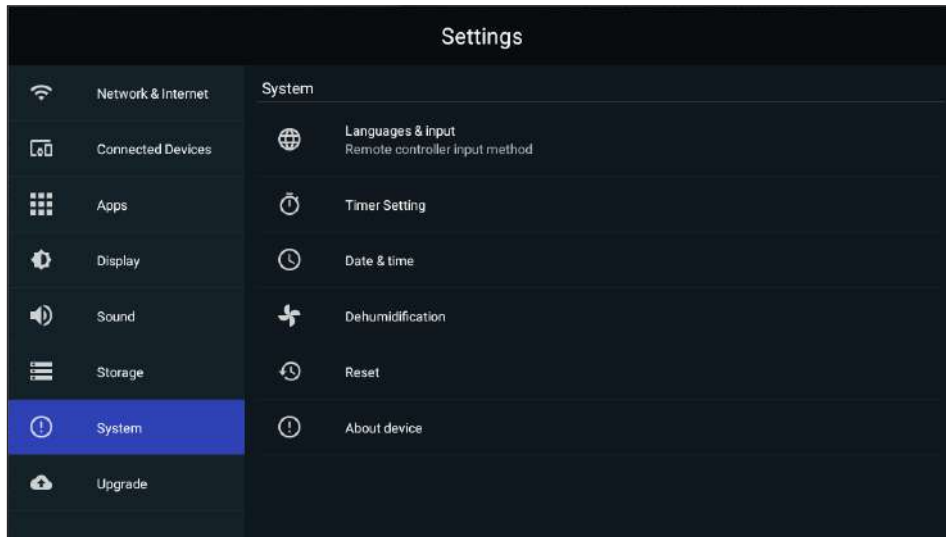 Settings
Network & Internet
Connected Devices
Apps
Display
Sound
Storage
System
Upgrade
System
Languages & input
Remote controller input method
Timer Setting
Date & time
Dehumidification
Reset
About device